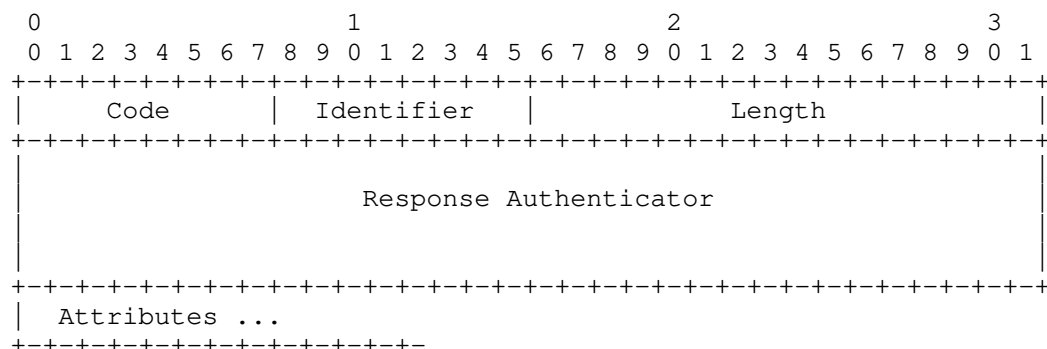 0                   1                   2                   3
 0 1 2 3 4 5 6 7 8 9 0 1 2 3 4 5 6 7 8 9 0 1 2 3 4 5 6 7 8 9 0 1
+-+-+-+-+-+-+-+-+-+-+-+-+-+-+-+-+-+-+-+-+-+-+-+-+-+-+-+-+-+-+-+-+
|     Code      |  Identifier   |            Length             |
+-+-+-+-+-+-+-+-+-+-+-+-+-+-+-+-+-+-+-+-+-+-+-+-+-+-+-+-+-+-+-+-+
|                                                               |
|                     Response Authenticator                    |
|                                                               |
|                                                               |
+-+-+-+-+-+-+-+-+-+-+-+-+-+-+-+-+-+-+-+-+-+-+-+-+-+-+-+-+-+-+-+-+
|  Attributes ...
+-+-+-+-+-+-+-+-+-+-+-+-+-